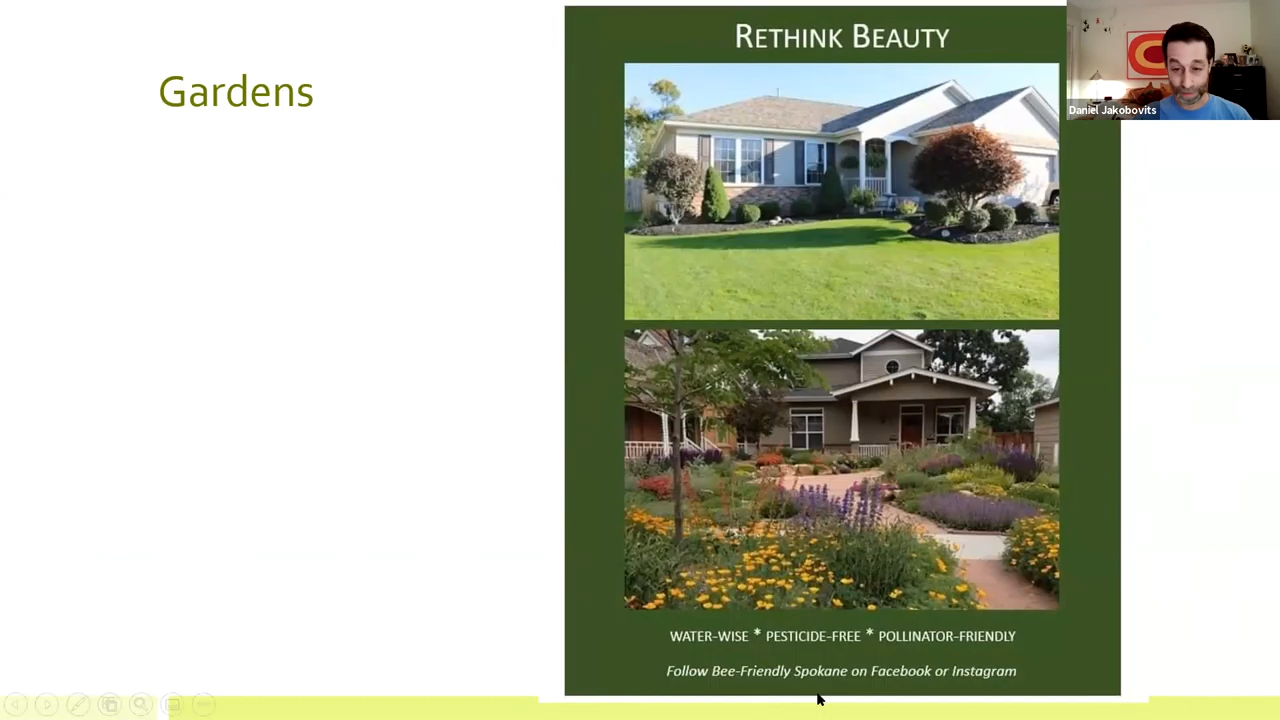 Gardens
RETHINK BEAUTY
Daniel Jakobovits
WATER-WISE * PESTICIDE-FREE * POLLINATOR-FRIENDLY
Follow Bee-Friendly Spokane on Facebook or Instagram